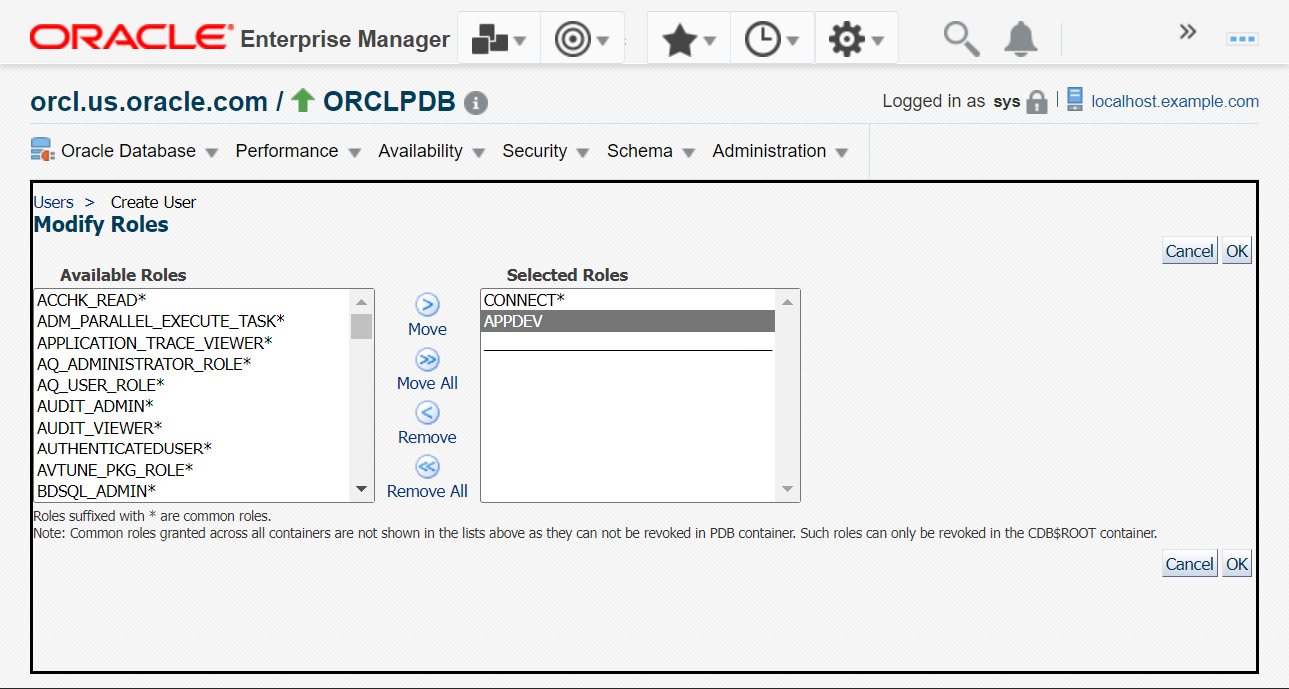 ORACLE® Enterprise Manager
orcl.us.oracle.com / ORCLPDB
Logged in as sys localhost.example.com
Oracle Database Performance Availability Security Schema Administration
Users > Create User
Modify Roles
Cancel OK
Available Roles
ACCHK_READ*
ADM_PARALLEL_EXECUTE_TASK*
APPLICATION_TRACE_VIEWER*
AQ_ADMINISTRATOR_ROLE*
AQ_USER_ROLE*
AUDIT_ADMIN*
AUDIT_VIEWER*
AUTHENTICATEDUSER*
AVTUNE_PKG_ROLE*
BDSQL_ADMIN*
Move
Move All
Remove
Remove All
Selected Roles
CONNECT*
APPDEV
Roles suffixed with * are common roles.
Note: Common roles granted across all containers are not shown in the lists above as they can not be revoked in PDB container. Such roles can only be revoked in the CDB$ROOT container.
Cancel OK